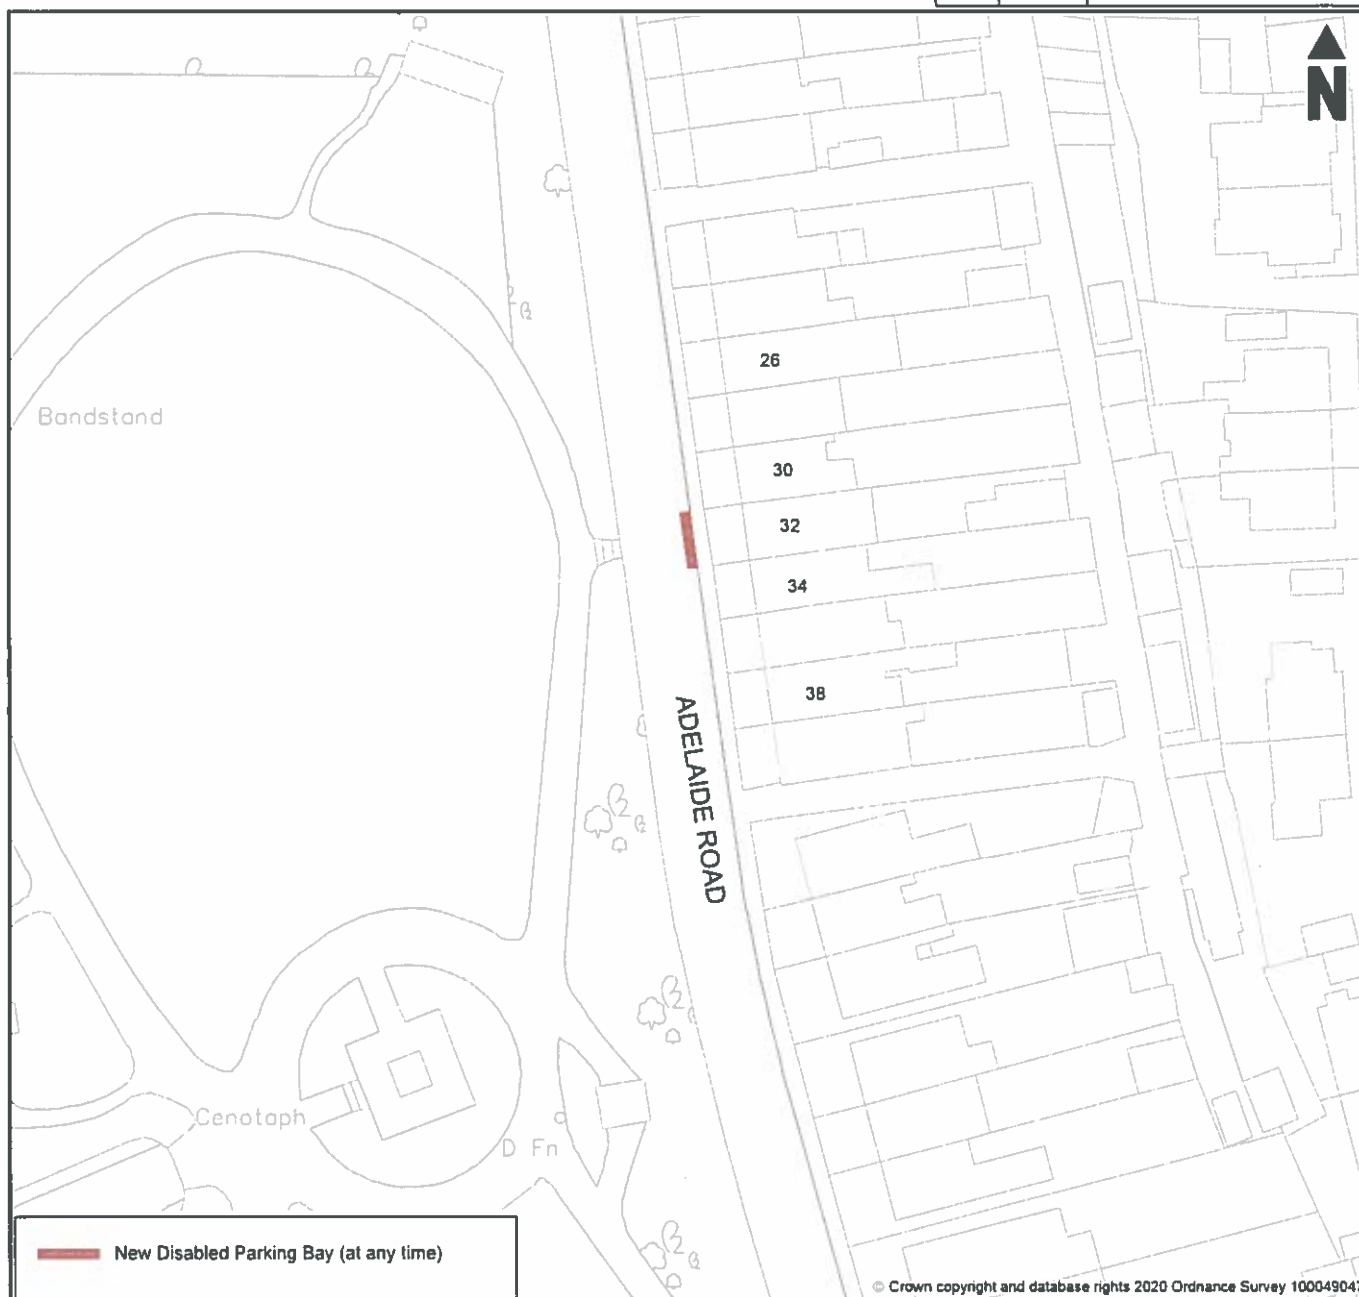 N
26
Bandstand
30
32
34
38
ADELAIDE ROAD
Cenotaph
D Fn
New Disabled Parking Bay (at any time)
© Crown copyright and database rights 2020 Ordnance Survey 10004904